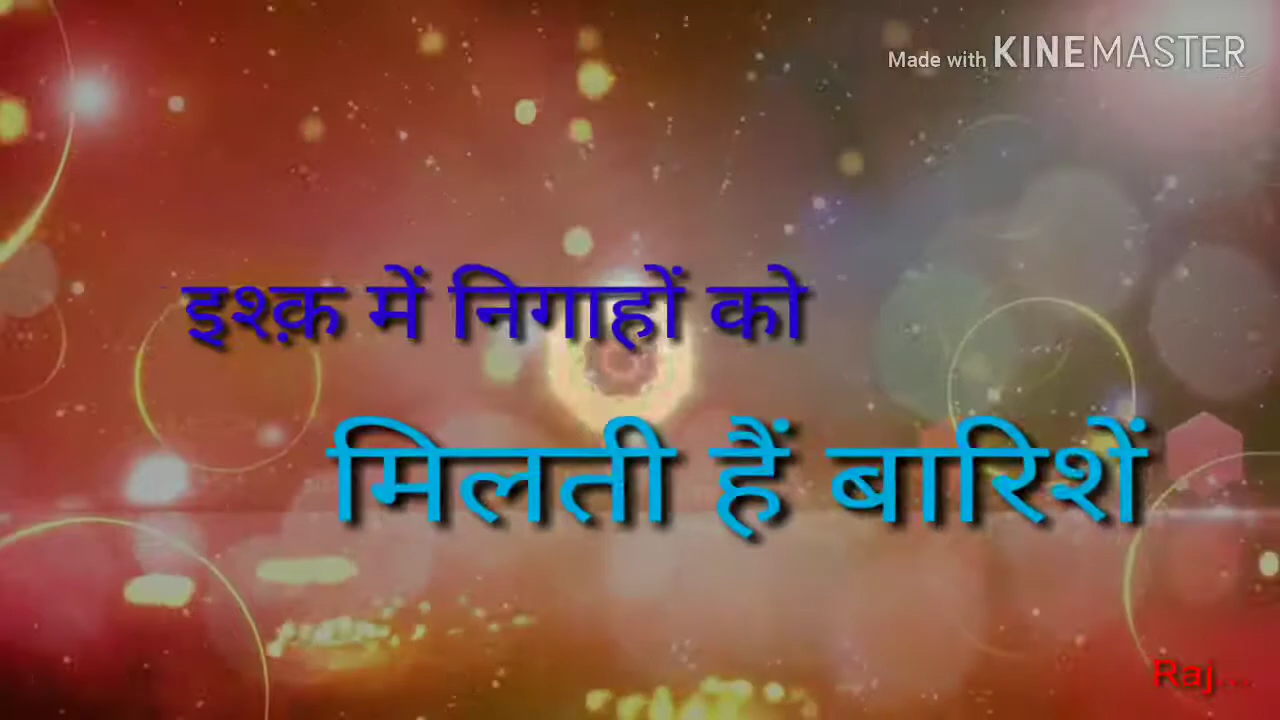 Made with KINEMASTER
इश्क़ में निगाहों को
मिलती हैं बारिशें
Raj...